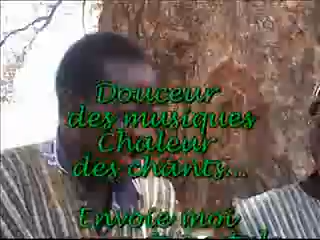 Douceur
des musiques
Chaleur
des chants...
Envoie moi